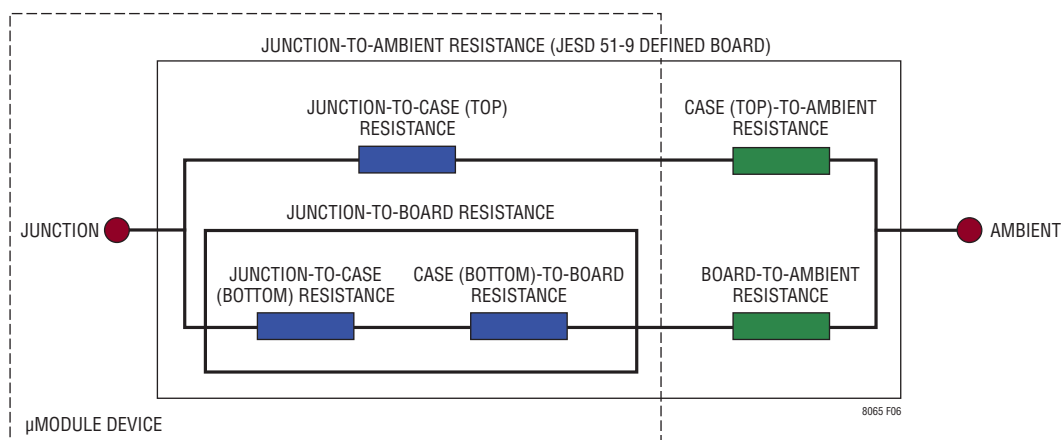 JUNCTION-TO-AMBIENT RESISTANCE (JESD 51-9 DEFINED BOARD)
JUNCTION-TO-CASE (TOP)
RESISTANCE
CASE (TOP)-TO-AMBIENT
RESISTANCE
JUNCTION-TO-BOARD RESISTANCE
JUNCTION
AMBIENT
JUNCTION-TO-CASE
(BOTTOM) RESISTANCE
CASE (BOTTOM)-TO-BOARD
RESISTANCE
BOARD-TO-AMBIENT
RESISTANCE
8065 F06
µMODULE DEVICE